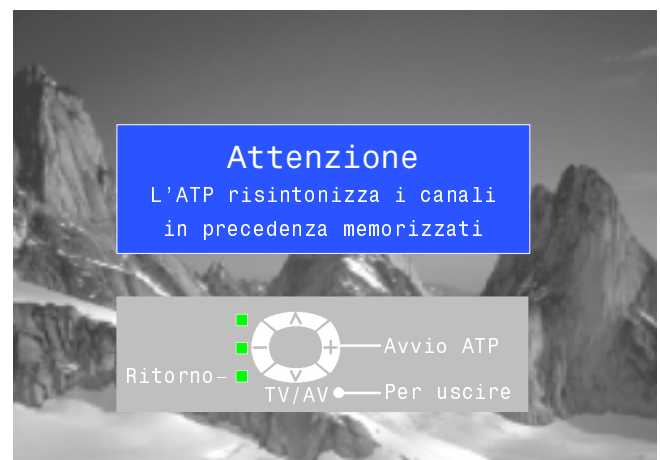 Attenzione
L'ATP risintonizza i canali
in precedenza memorizzati
Avvio ATP
Ritorno
TV/AV Per uscire